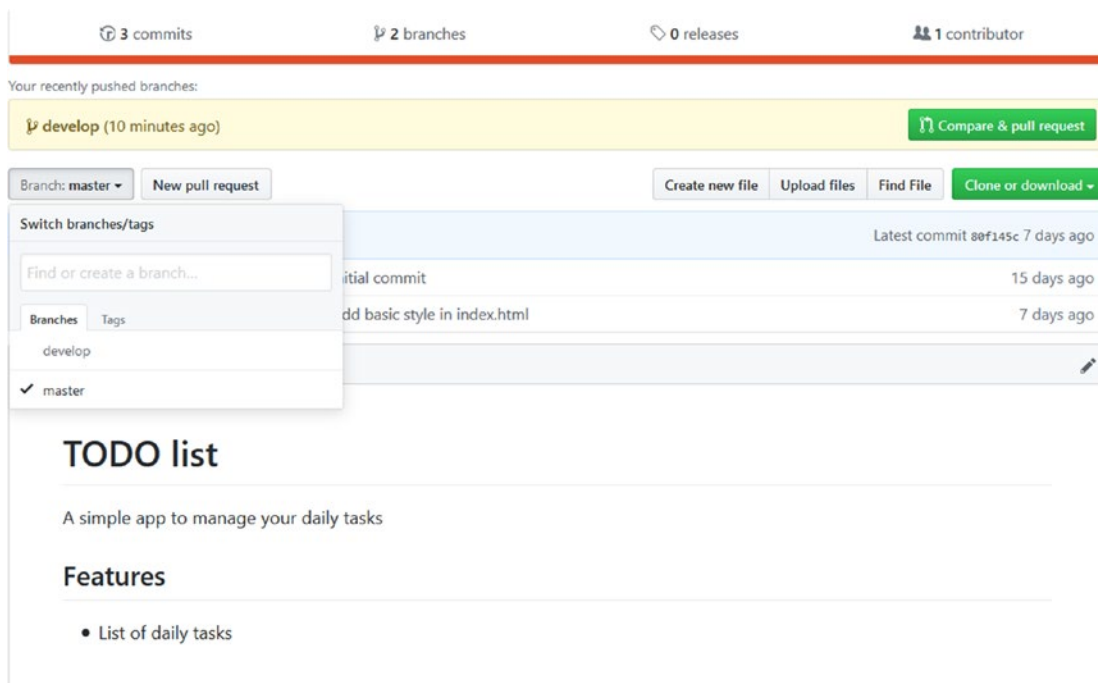 3 commits 2 branches 0 releases 1 contributor
Your recently pushed branches:
develop (10 minutes ago) Compare & pull request
Branch: master New pull request Create new file Upload files Find File Clone or download
Switch branches/tags
Latest commit 80f145c 7 days ago
Find or create a branch...
itial commit 15 days ago
Branches Tags
dd basic style in index.html 7 days ago
develop
master
TODO list
A simple app to manage your daily tasks
Features
• List of daily tasks